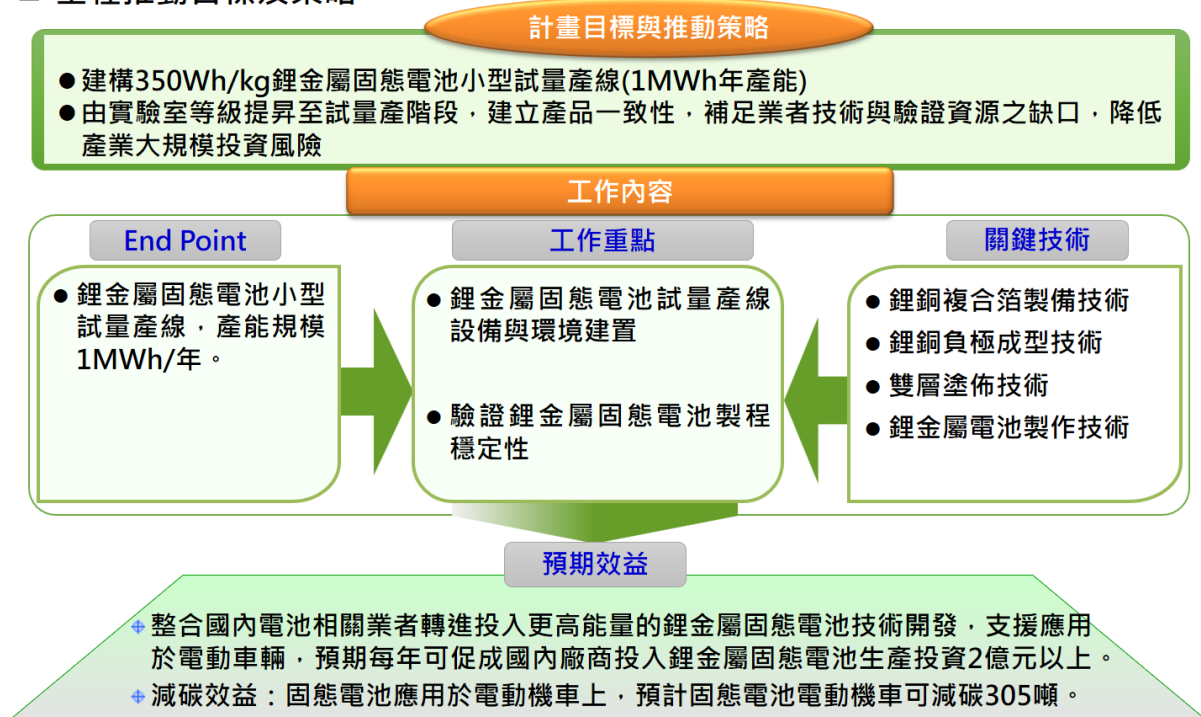 計畫目標與推動策略
●建構350Wh/kg鋰金屬固態電池小型試量產線(1MWh年產能)
●由實驗室等級提昇至試量產階段，建立產品一致性，補足業者技術與驗證資源之缺口，降低
產業大規模投資風險
工作內容
End Point
●鋰金屬固態電池小型
試量產線，產能規模
1MWh/年。
工作重點
●鋰金屬固態電池試量產線
設備與環境建置
●驗證鋰金屬固態電池製程
穩定性
關鍵技術
●鋰銅複合箔製備技術
●鋰銅負極成型技術
●雙層塗佈技術
●鋰金屬電池製作技術
預期效益
整合國內電池相關業者轉進投入更高能量的鋰金屬固態電池技術開發，支援應用
於電動車輛，預期每年可促成國內廠商投入鋰金屬固態電池生產投資2億元以上。
減碳效益：固態電池應用於電動機車上，預計固態電池電動機車可減碳305噸。